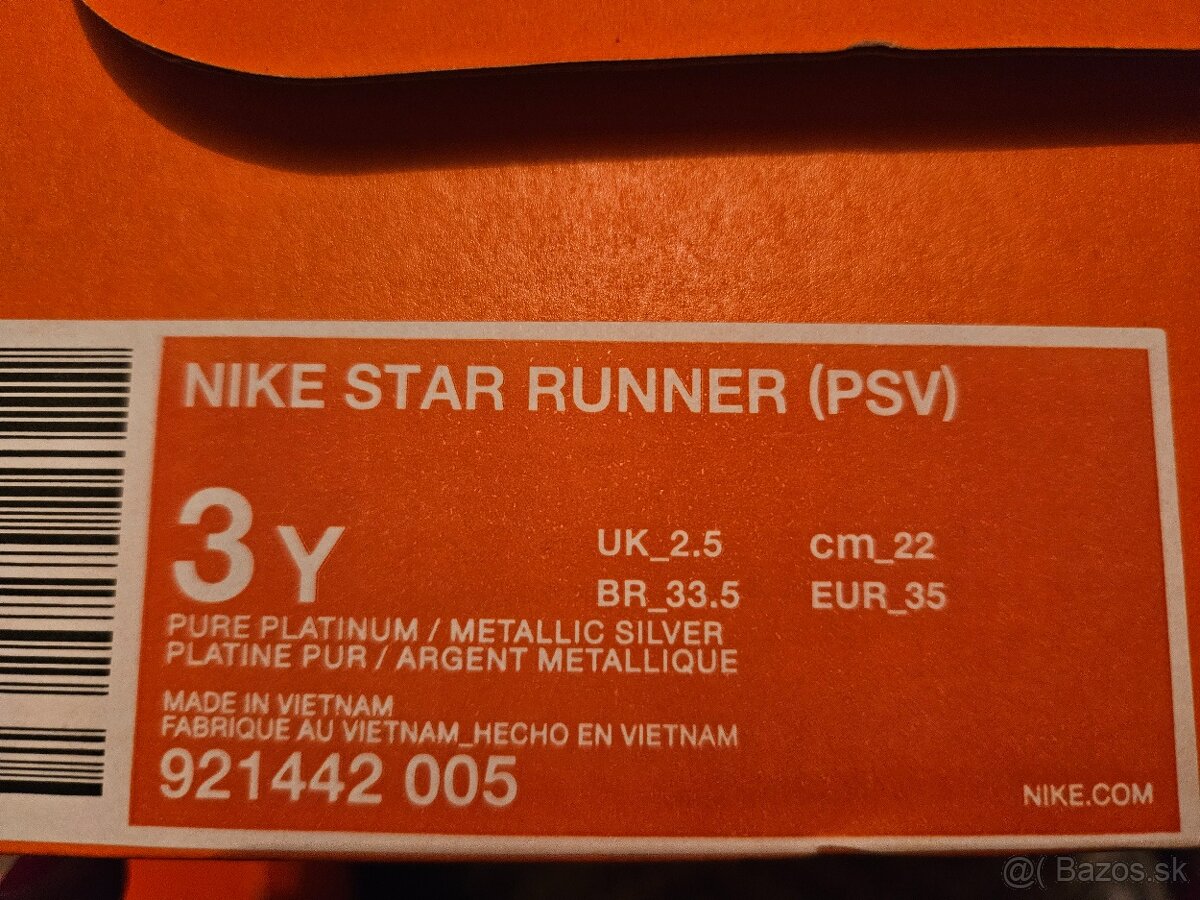 NIKE STAR RUNNER (PSV)
3Y
UK_2.5 cm_22
BR_33.5 EUR_35
PURE PLATINUM / METALLIC SILVER
PLATINE PUR / ARGENT METALLIQUE
MADE IN VIETNAM
FABRIQUE AU VIETNAM_HECHO EN VIETNAM
921442 005
NIKE.COM
@( Bazos.sk